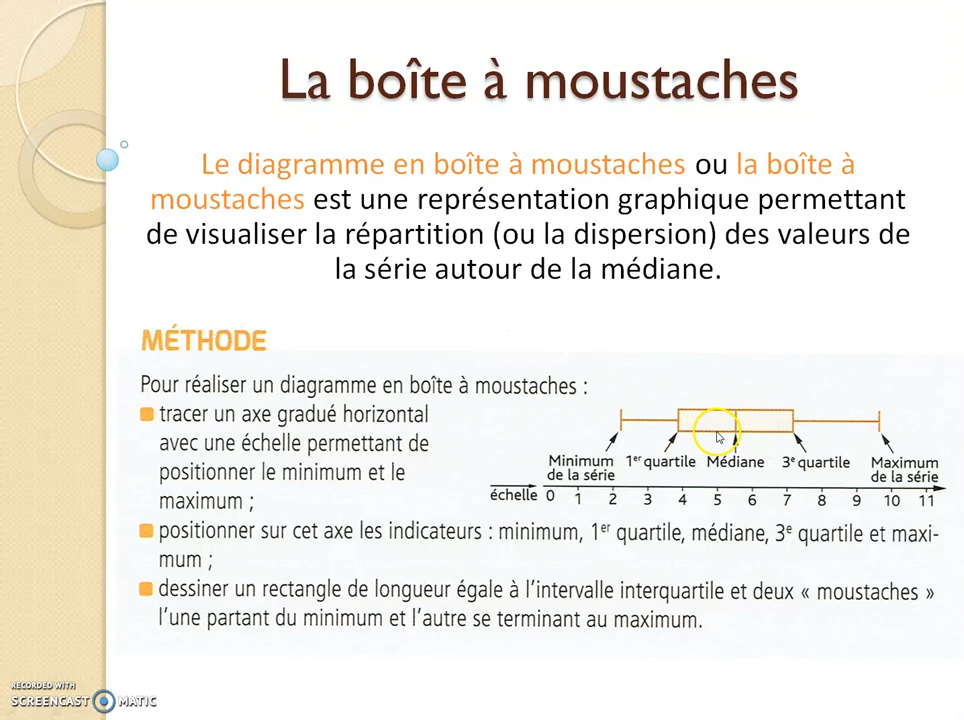 La boîte à moustaches
Le diagramme en boîte à moustaches ou la boîte à
moustaches est une représentation graphique permettant
de visualiser la répartition (ou la dispersion) des valeurs de
la série autour de la médiane.
MÉTHODE
Pour réaliser un diagramme en boîte à moustaches :
tracer un axe gradué horizontal
avec une échelle permettant de
positionner le minimum et le
maximum ;
Minimum 1er quartile Médiane 3e quartile Maximum
de la série de la série
échelle 0 1 2 3 4 5 6 7 8 9 10 11
positionner sur cet axe les indicateurs : minimum, 1er quartile, médiane, 3e quartile et maxi-
mum ;
dessiner un rectangle de longueur égale à l'intervalle interquartile et deux « moustaches »
l'une partant du minimum et l'autre se terminant au maximum.
RECORDED WITH
SCREENCAST MATIC